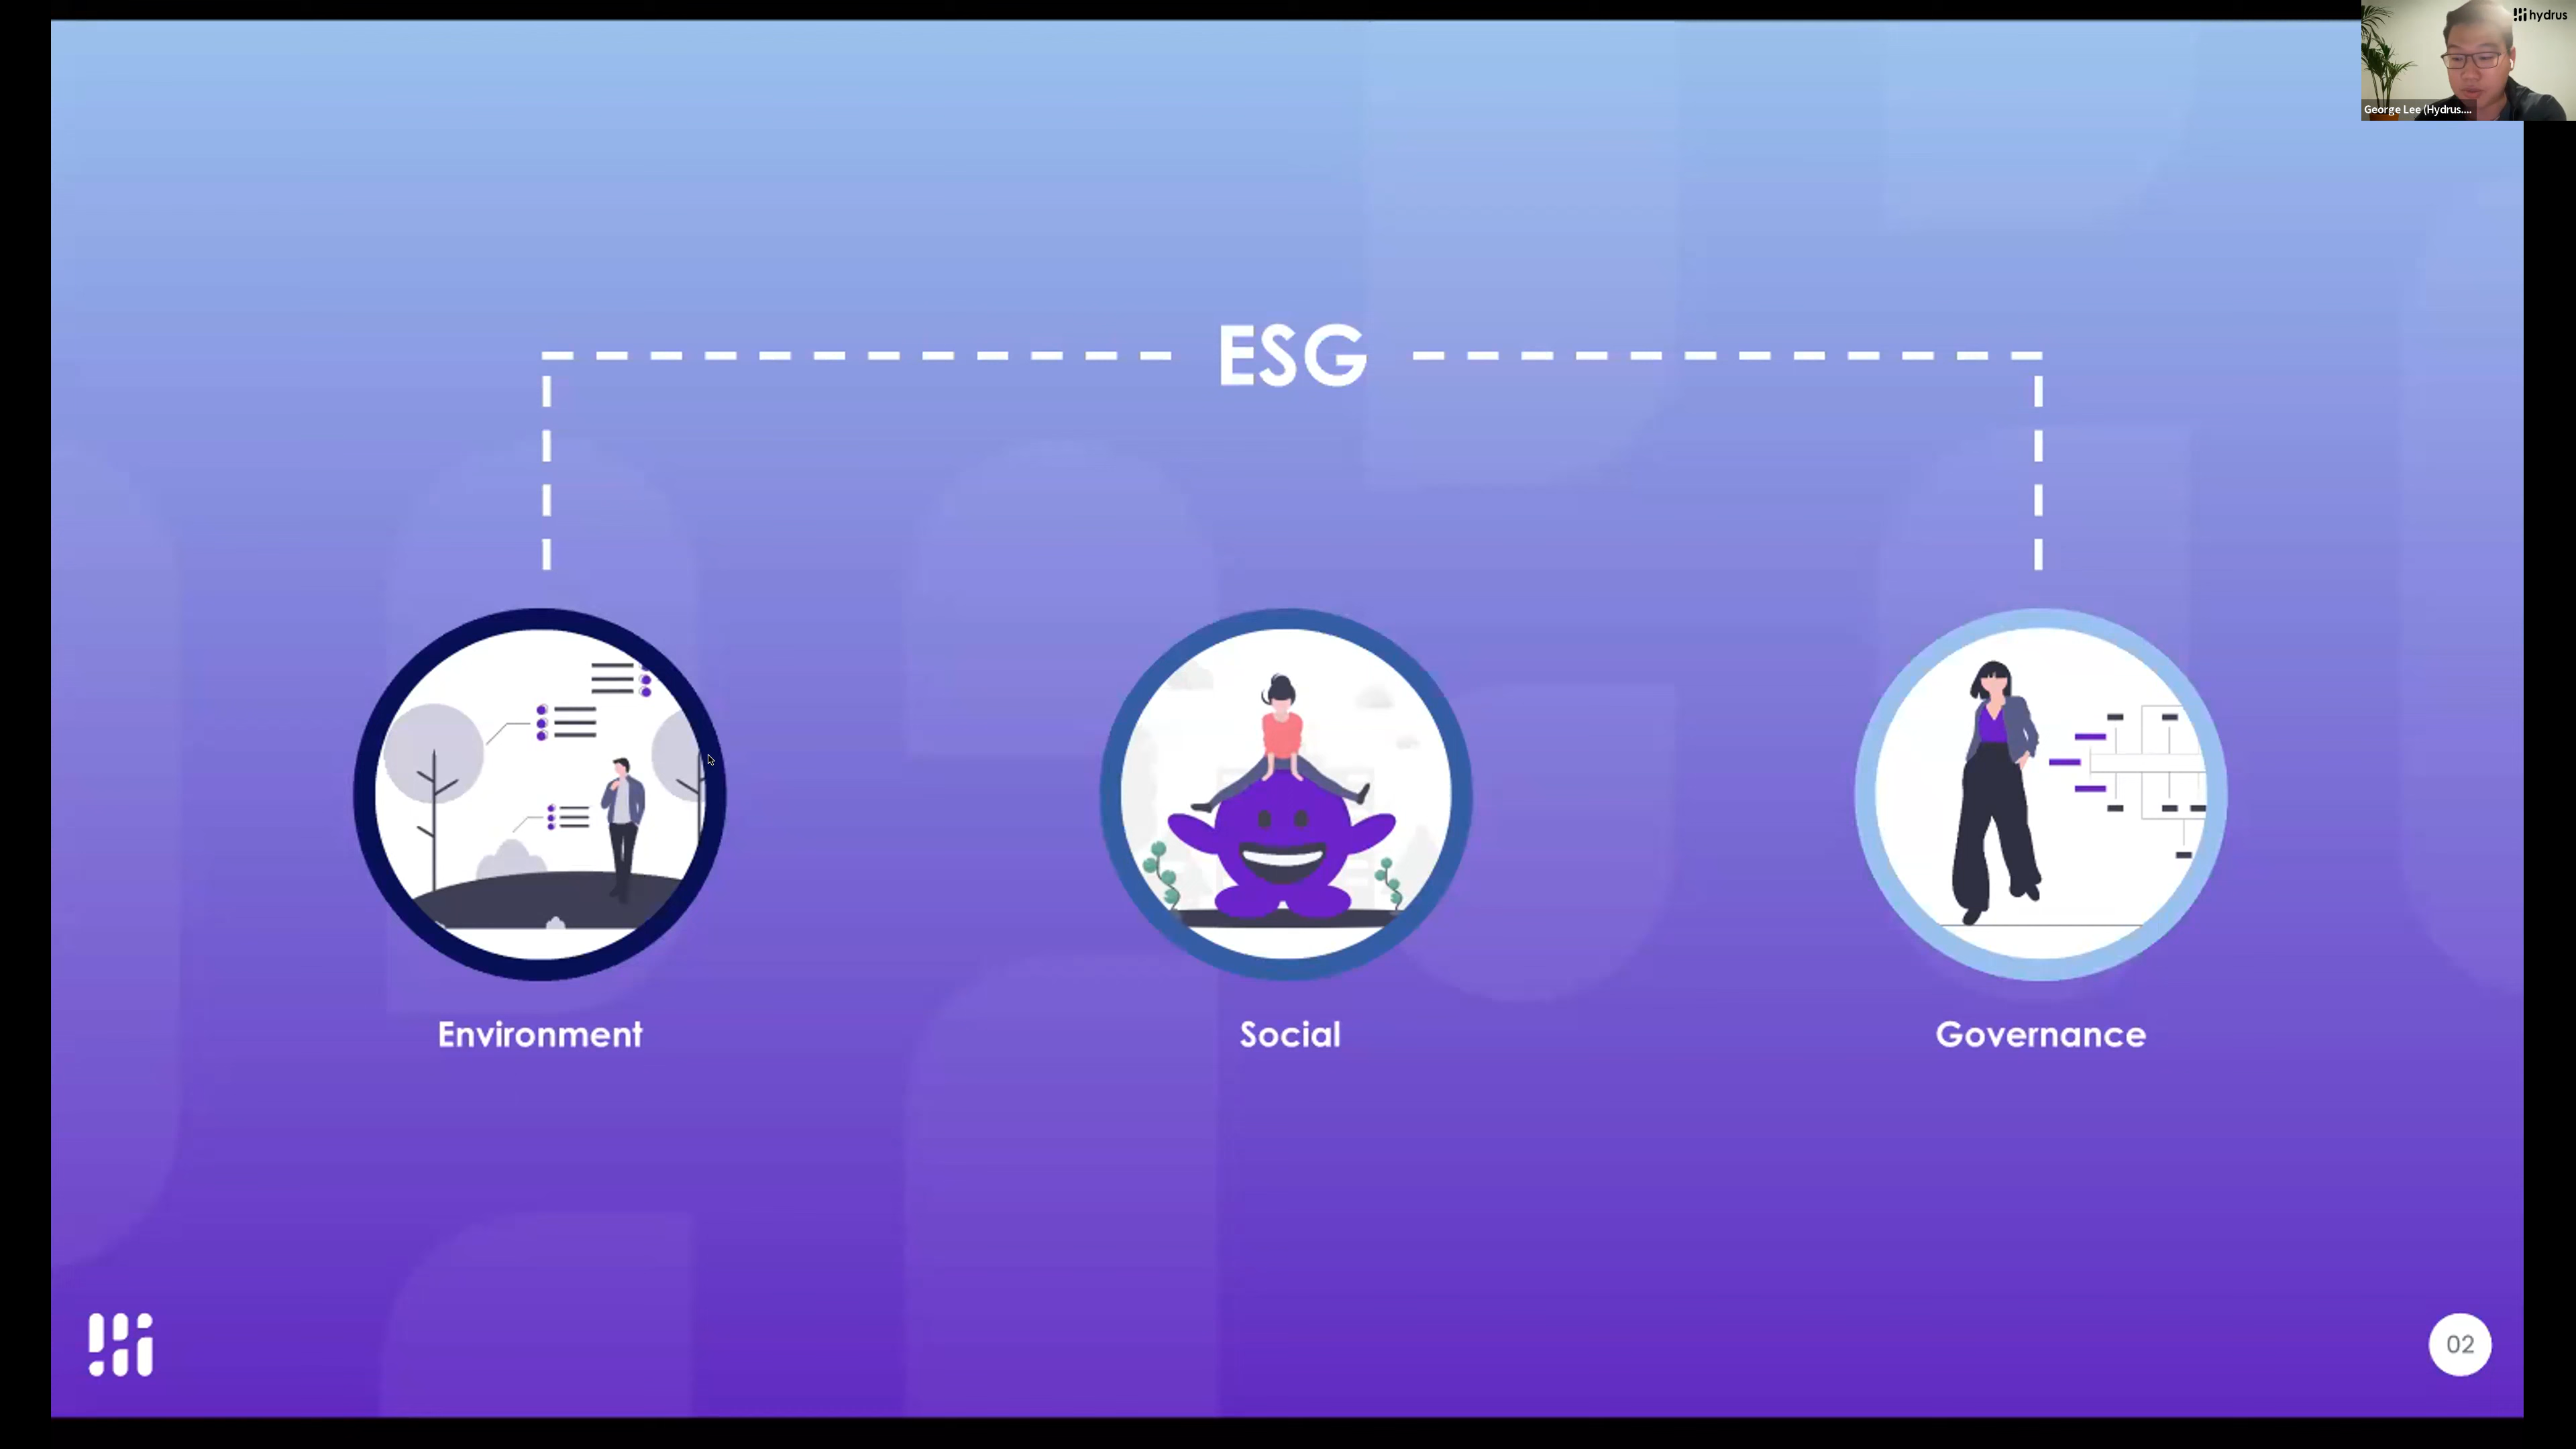 hydrus
George Lee (Hydrus....
ESG
Environment
Social
Governance
02